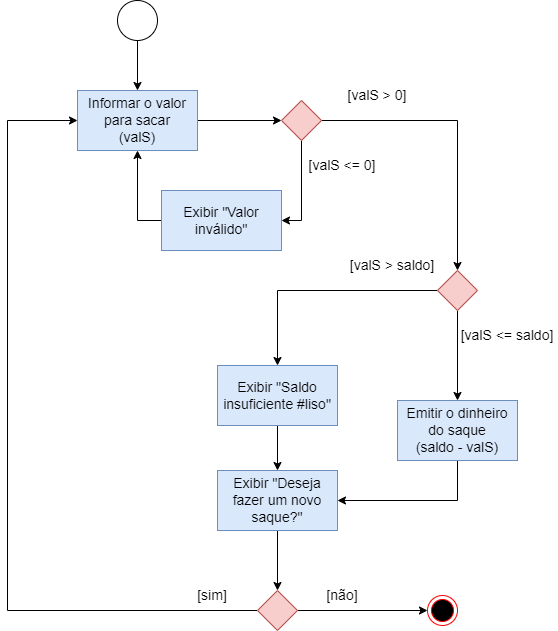 Informar o valor
para sacar
(valS)
[valS > 0]
[valS <= 0]
Exibir "Valor
inválido"
[valS > saldo]
[valS <= saldo]
Exibir "Saldo
insuficiente #liso"
Emitir o dinheiro
do saque
(saldo - valS)
Exibir "Deseja
fazer um novo
saque?"
[sim]
[não]